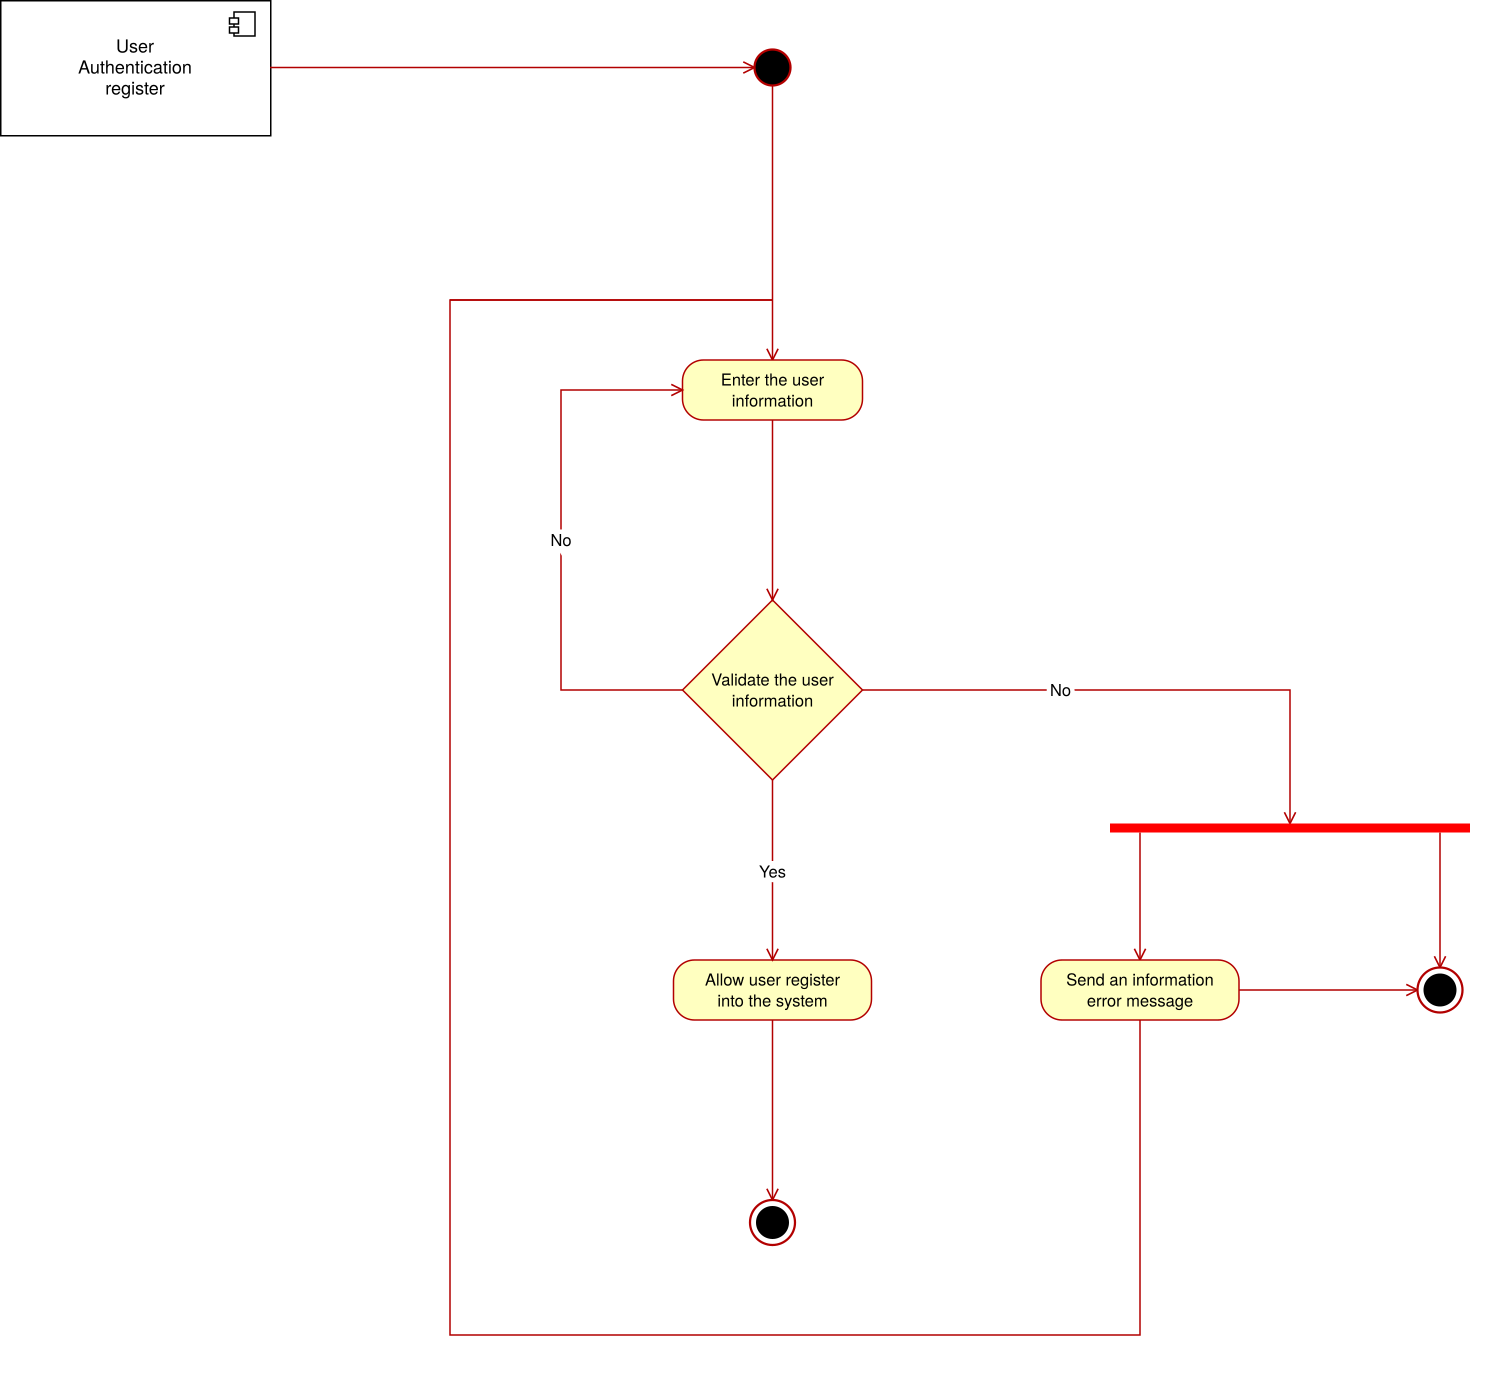 User
Authentication
register
Enter the user
information
No
Validate the user
information
No
Yes
Allow user register
into the system
Send an information
error message